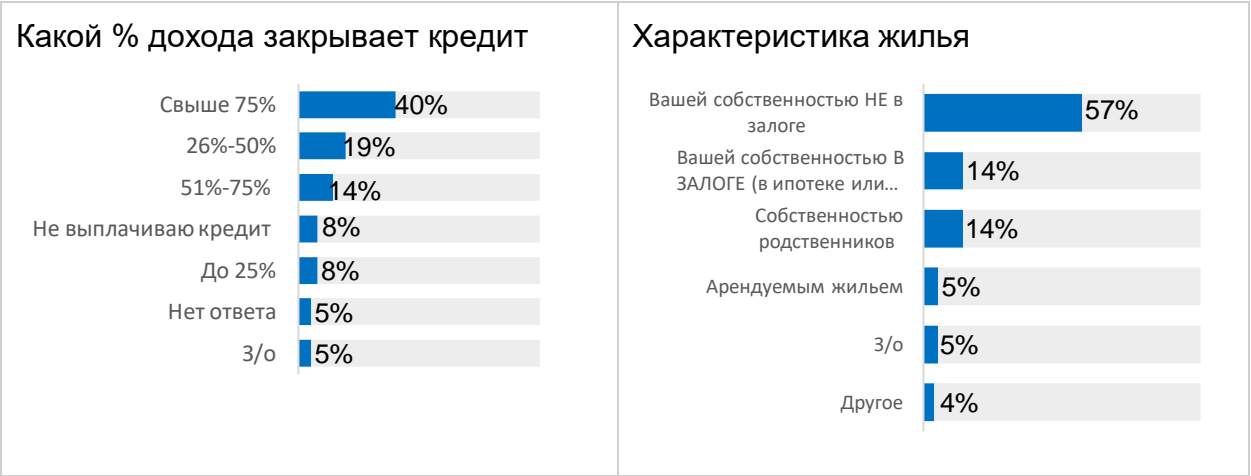 Какой % дохода закрывает кредит
Свыше 75%
40%
26%-50%
19%
51%-75%
14%
Не выплачиваю кредит
8%
До 25%
8%
Нет ответа
5%
З/о
5%
Характеристика жилья
Вашей собственностью НЕ в
залоге
57%
Вашей собственностью В
ЗАЛОГЕ (в ипотеке или...
14%
Собственностью
родственников
14%
Арендуемым жильем
5%
З/о
5%
Другое
4%